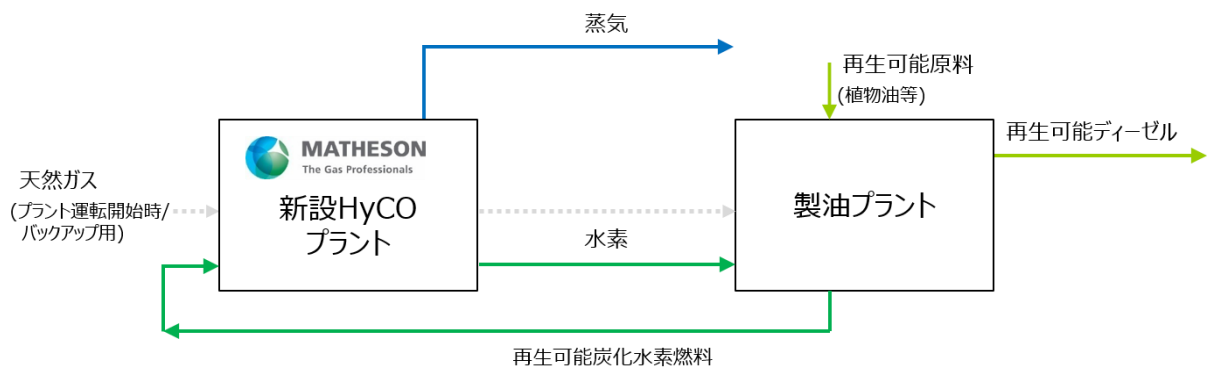 蒸気
再生可能原料
(植物油等)
再生可能ディーゼル
MATHESON
The Gas Professionals
新設HyCO
プラント
天然ガス
(プラント運転開始時/
バックアップ用)
水素
製油プラント
再生可能炭化水素燃料